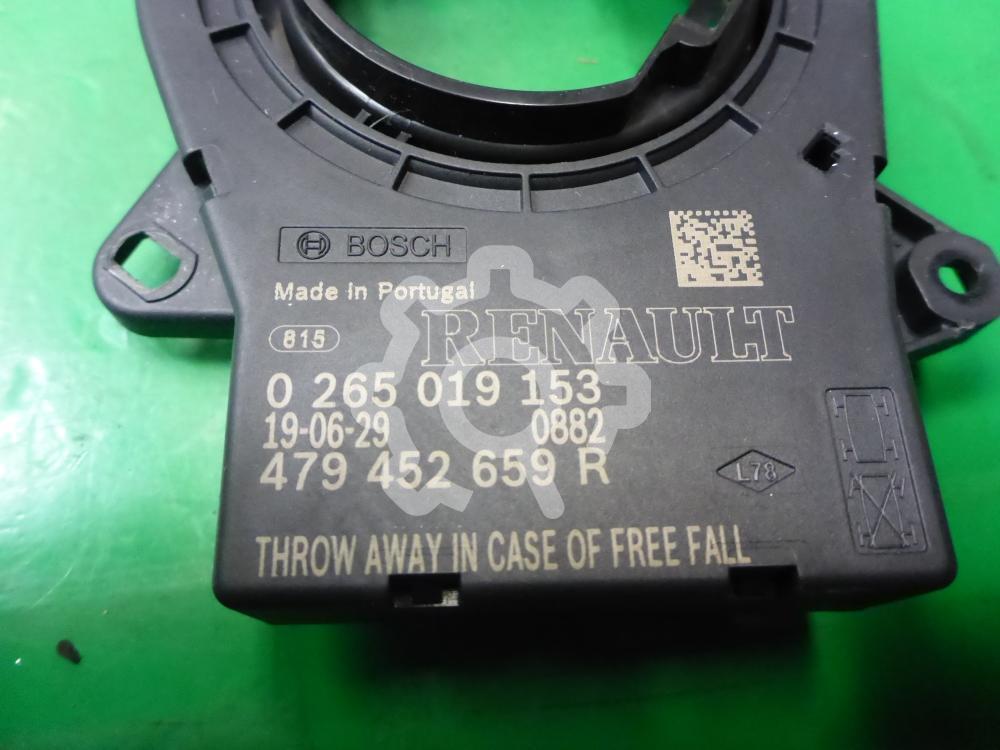 BOSCH
Made in Portugal
815
RENAULT
0 265 019 153
19-06-29 0882
479 452 659 R
L78
THROW AWAY IN CASE OF FREE FALL